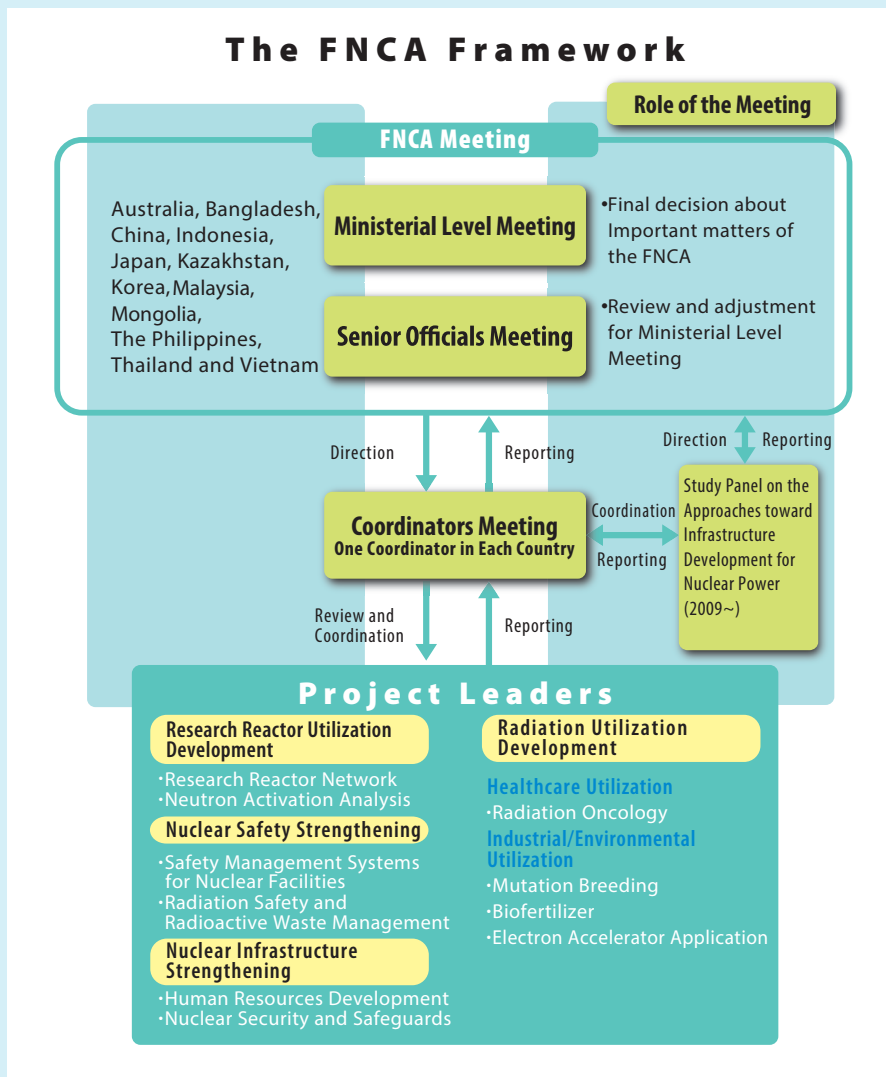 The FNCA Framework
Role of the Meeting
FNCA Meeting
Australia, Bangladesh,
China, Indonesia,
Japan, Kazakhstan,
Korea, Malaysia,
Mongolia,
The Philippines,
Thailand and Vietnam
Ministerial Level Meeting
•Final decision about
Important matters of
the FNCA
Senior Officials Meeting
•Review and adjustment
for Ministerial Level
Meeting
Direction
Reporting
Direction
Reporting
Coordinators Meeting
One Coordinator in Each Country
Coordination
Reporting
Study Panel on the
Approaches toward
Infrastructure
Development for
Nuclear Power
(2009~)
Review and
Coordination
Reporting
Project Leaders
Research Reactor Utilization
Development
·Research Reactor Network
·Neutron Activation Analysis
Nuclear Safety Strengthening
·Safety Management Systems
for Nuclear Facilities
·Radiation Safety and
Radioactive Waste Management
Nuclear Infrastructure
Strengthening
·Human Resources Development
·Nuclear Security and Safeguards
Radiation Utilization
Development
Healthcare Utilization
·Radiation Oncology
Industrial/Environmental
Utilization
·Mutation Breeding
·Biofertilizer
·Electron Accelerator Application